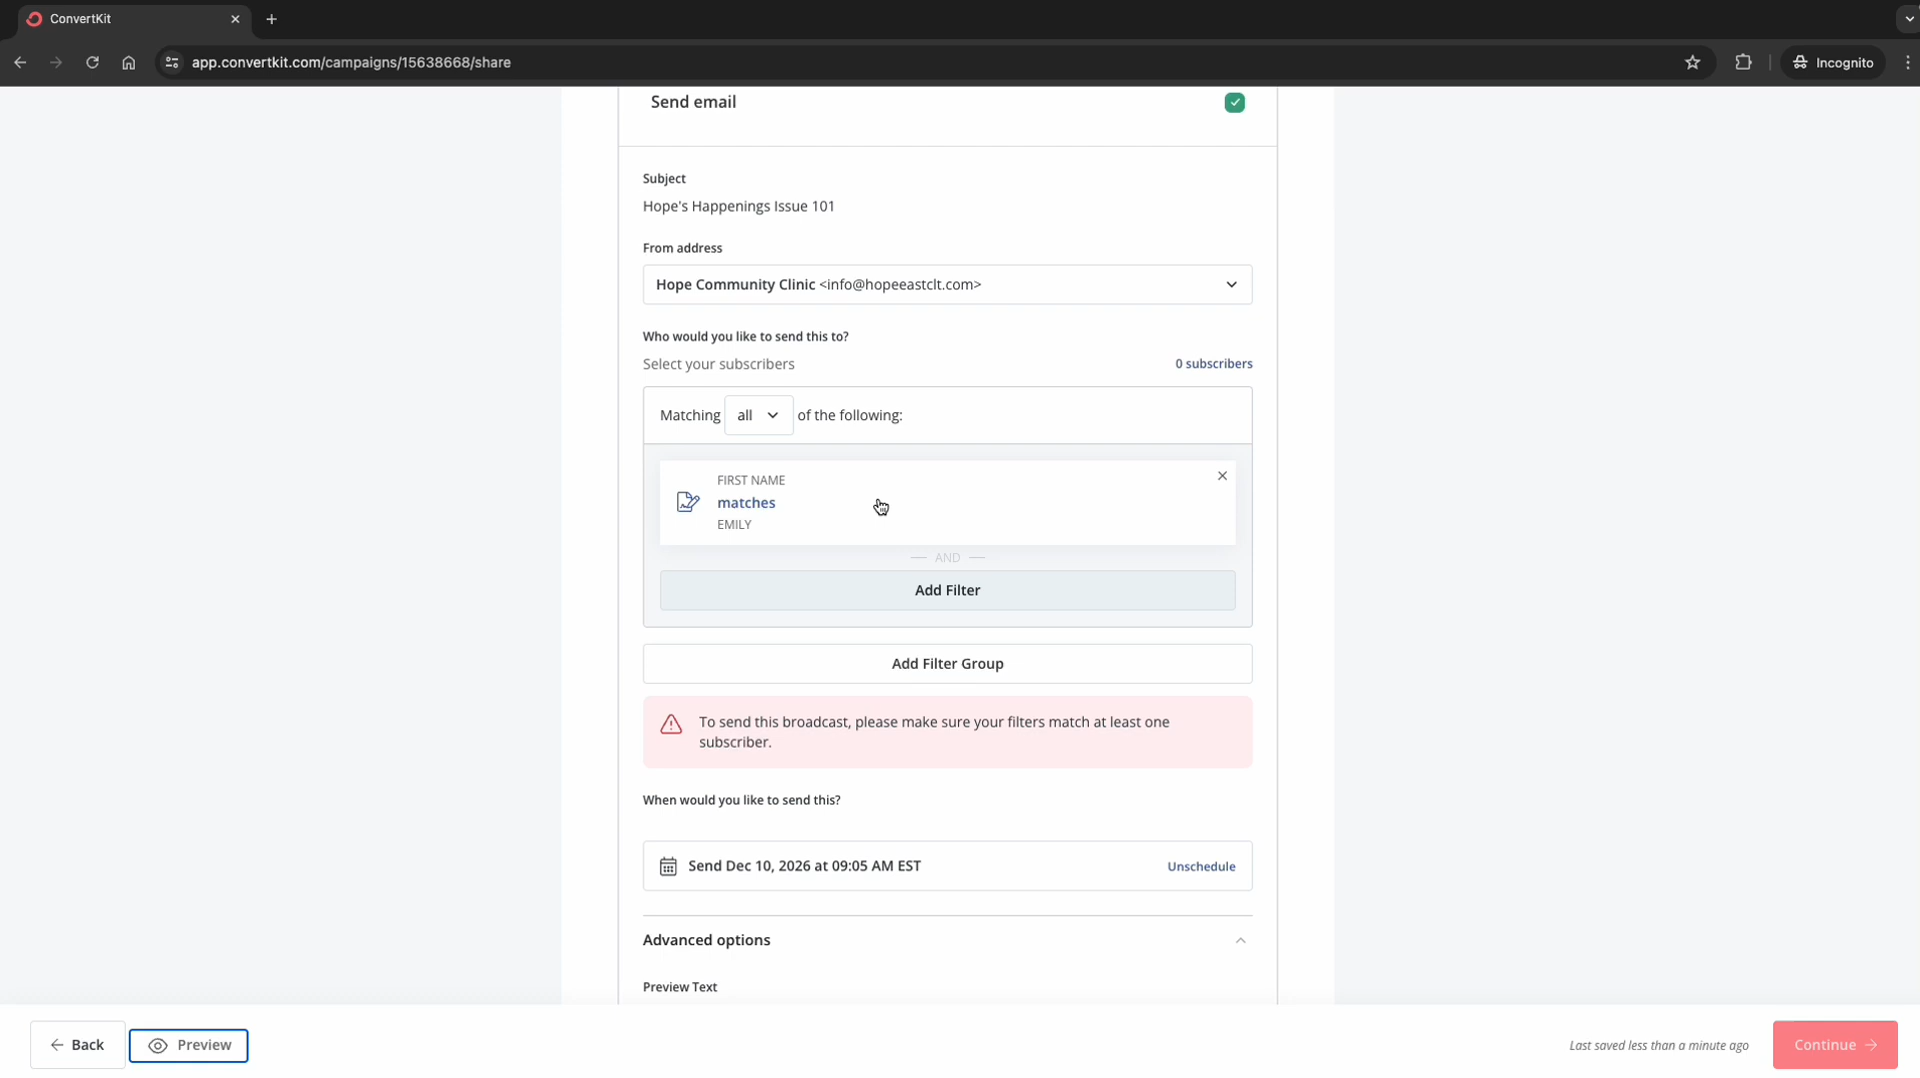 ConvertKit
app.convertkit.com/campaigns/15638668/share
Incognito
Send email
Subject
Hope's Happenings Issue 101
From address
Hope Community Clinic <info@hopeeastclt.com>
Who would you like to send this to?
Select your subscribers
0 subscribers
Matching all of the following:
FIRST NAME
matches
EMILY
AND
Add Filter
Add Filter Group
To send this broadcast, please make sure your filters match at least one
subscriber.
When would you like to send this?
Send Dec 10, 2026 at 09:05 AM EST
Unschedule
Advanced options
Preview Text
Back
Preview
Last saved less than a minute ago
Continue